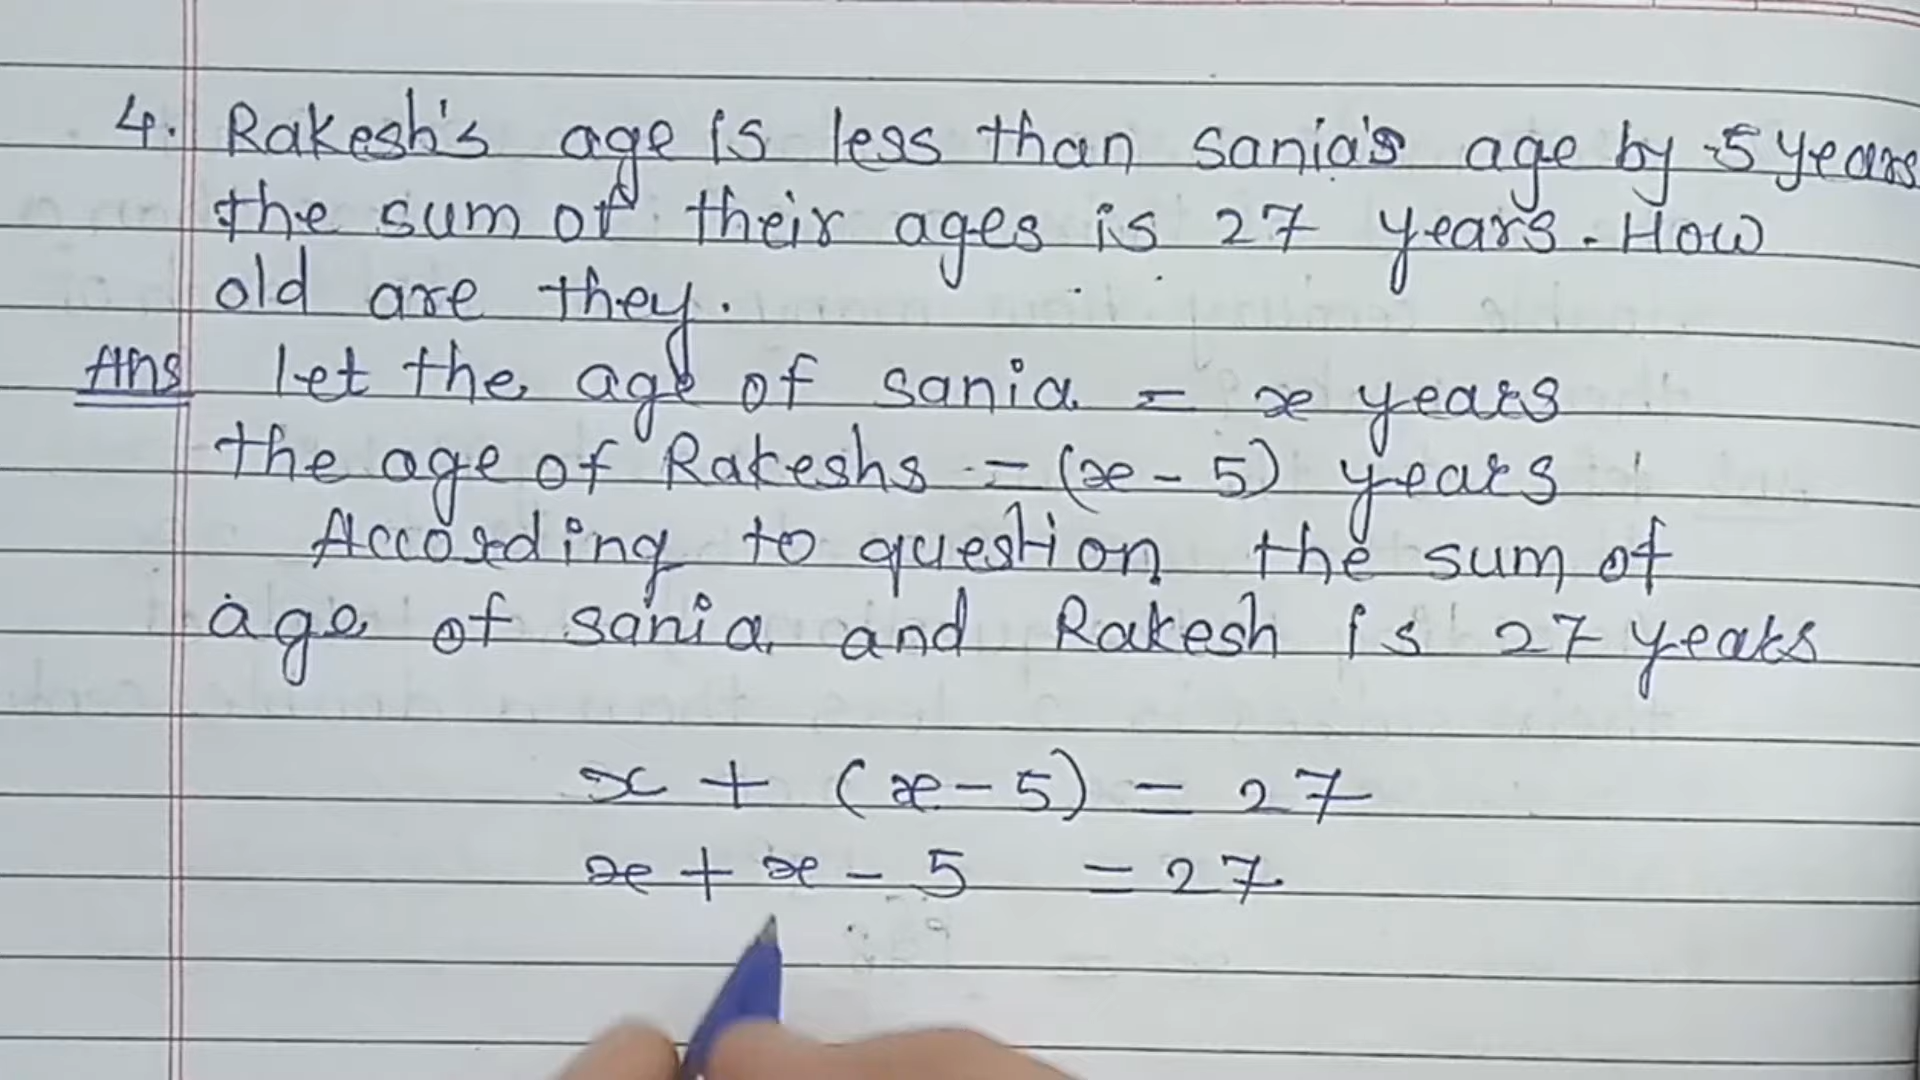 4. Rakesh's age is less than sania's age by 5 years
the sum of their ages is 27 years. How
old are they.
Ans let the age of sania = x years
the age of Rakeshs = (x - 5) years
According to question the sum of
age of sania and Rakesh is 27 years
x + (x - 5) = 27
x + x - 5 = 27